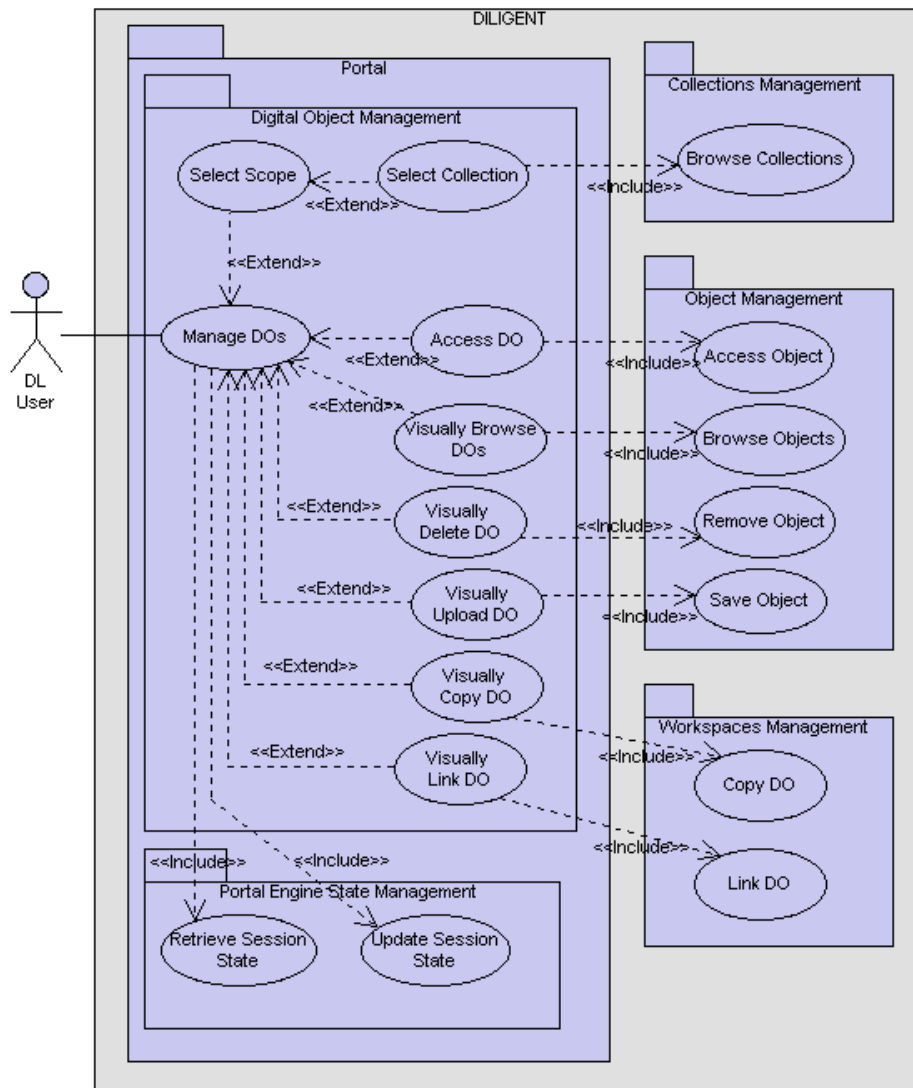 DILIGENT
Portal
Collections Management
Digital Object Management
Browse Collections
Select Scope
Select Collection
<<Include>>
<<Extend>>
<<Extend>>
Object Management
Manage DOs
Access DO
Access Object
<<Extend>>
<<Include>>
DL
User
<<Extend>>
Visually Browse
DOs
Browse Objects
<<Include>>
<<Extend>>
Visually
Delete DO
<<Include>>
Remove Object
<<Extend>>
Visually
Upload DO
Save Object
<<Include>>
<<Extend>>
Visually
Copy DO
Workspaces Management
<<Include>>
Copy DO
<<Extend>>
Visually
Link DO
<<Include>>
Link DO
<<Include>>
<<Include>>
Portal Engine State Management
Retrieve Session
State
Update Session
State